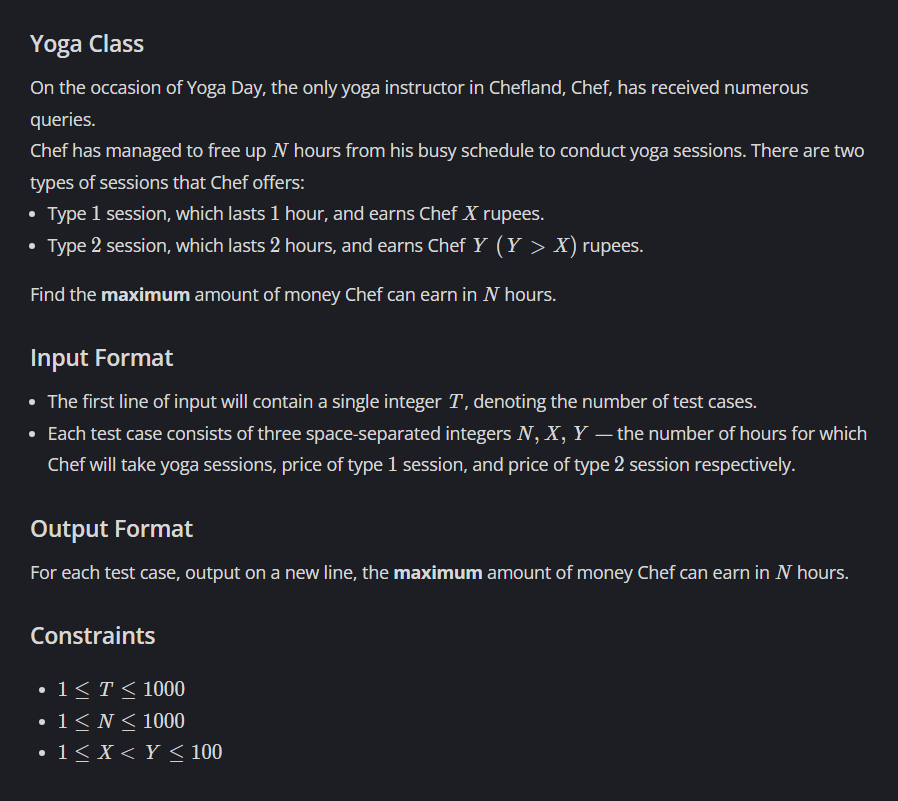 Yoga Class
On the occasion of Yoga Day, the only yoga instructor in Chefland, Chef, has received numerous
queries.
Chef has managed to free up N hours from his busy schedule to conduct yoga sessions. There are two
types of sessions that Chef offers:
• Type 1 session, which lasts 1 hour, and earns Chef X rupees.
• Type 2 session, which lasts 2 hours, and earns Chef Y (Y > X) rupees.
Find the maximum amount of money Chef can earn in N hours.
Input Format
• The first line of input will contain a single integer T, denoting the number of test cases.
• Each test case consists of three space-separated integers N, X, Y — the number of hours for which
Chef will take yoga sessions, price of type 1 session, and price of type 2 session respectively.
Output Format
For each test case, output on a new line, the maximum amount of money Chef can earn in N hours.
Constraints
• 1 ≤ T ≤ 1000
• 1 ≤ N ≤ 1000
• 1 ≤ X < Y ≤ 100